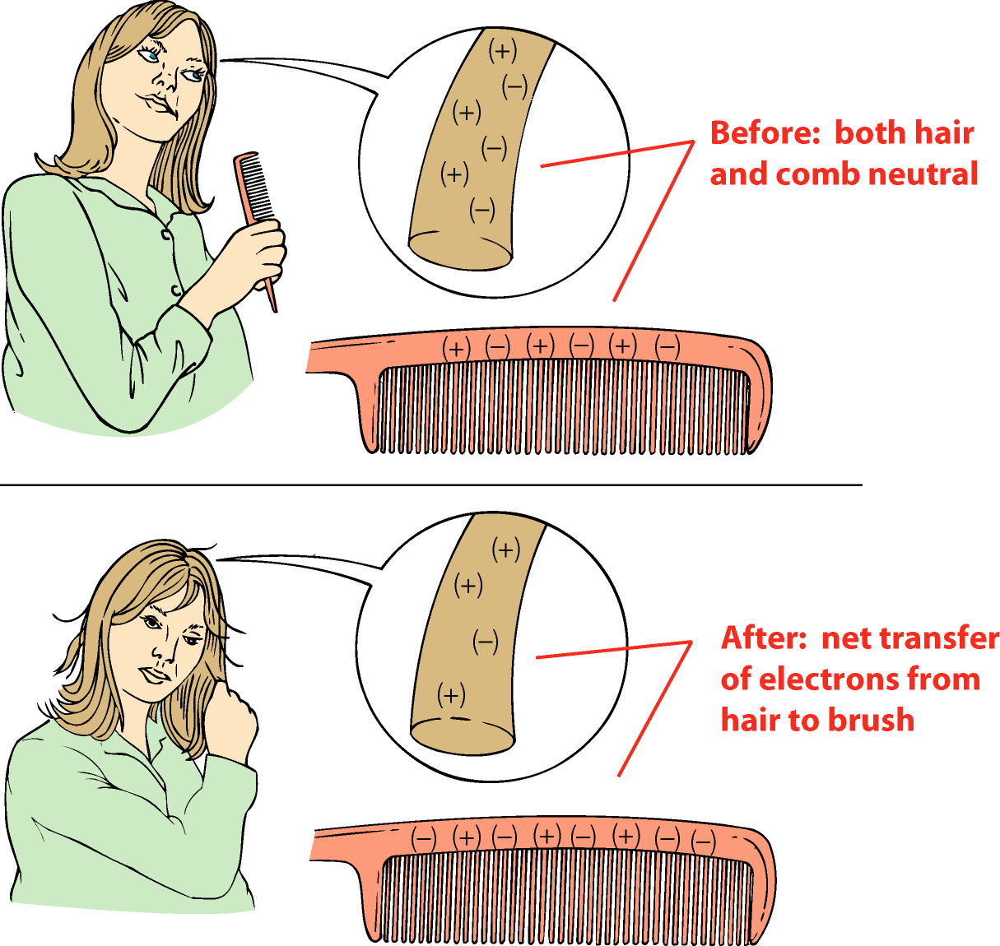 (+)
(−)
(+)
(−)
(+)
(−)
Before: both hair
and comb neutral
(+) (−) (+) (−) (+) (−)
(+)
(+)
(−)
(+)
After: net transfer
of electrons from
hair to brush
(−) (+) (−) (+) (−) (+) (−) (−)